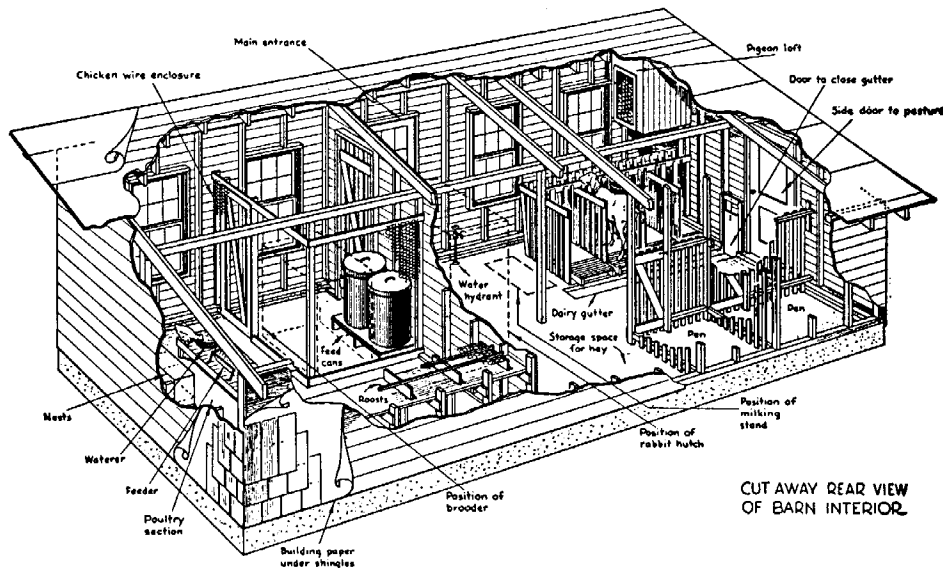 Main entrance
Pigeon loft
Chicken wire enclosure
Door to close gutter
Side door to pasture
Water
hydrant
Dairy gutter
Feed
cans
Storage space
for hay
Pen
Pen
Roosts
Nests
Waterer
Feeder
Poultry
section
Position of
brooder
Building paper
under shingles
Position of
rabbit hutch
Position of
milking
stand
CUT AWAY REAR VIEW
OF BARN INTERIOR